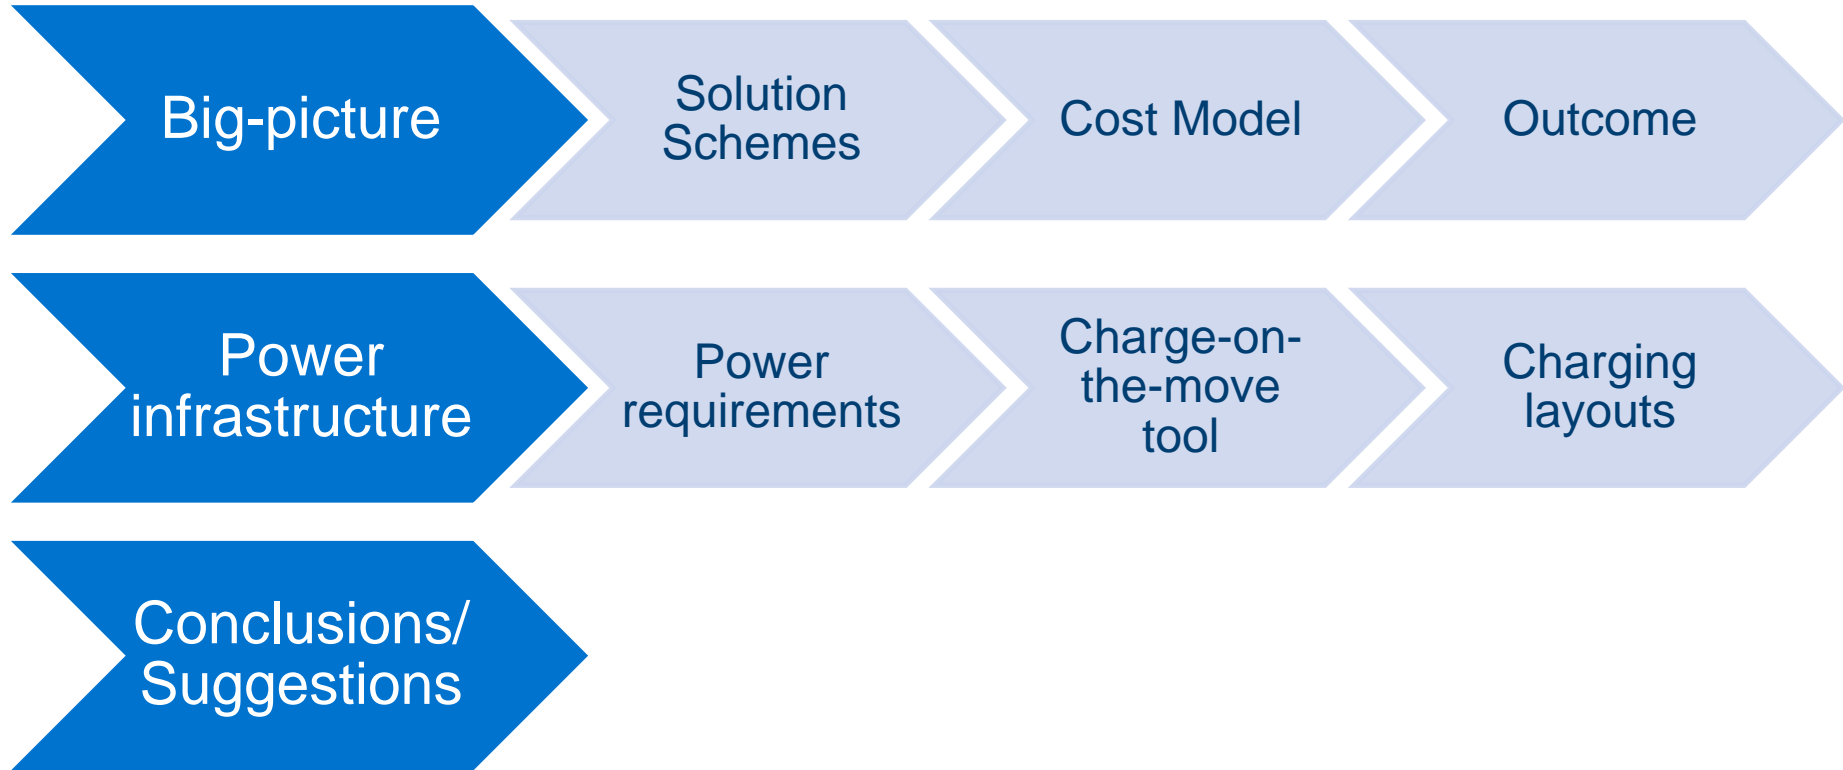 Big-picture
Solution
Schemes
Cost Model
Outcome
Power
infrastructure
Power
requirements
Charge-on-
the-move
tool
Charging
layouts
Conclusions/
Suggestions